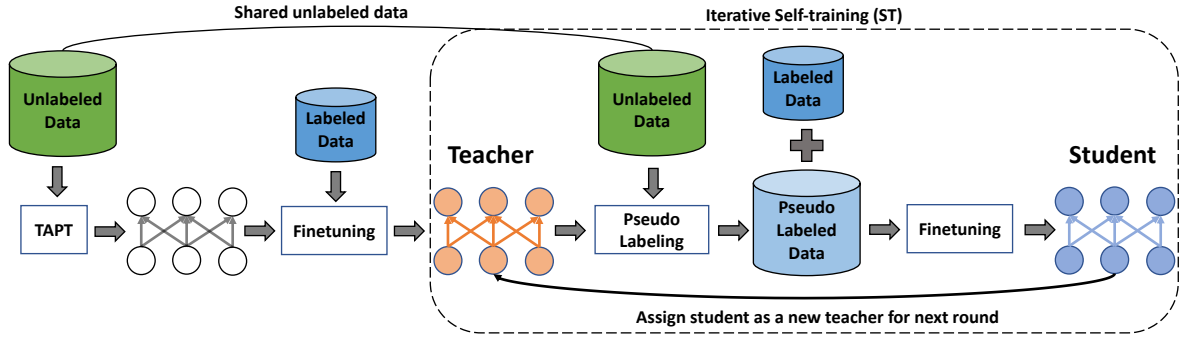 Shared unlabeled data
Iterative Self-training (ST)
Unlabeled
Data
Labeled
Data
Unlabeled
Data
Labeled
Data
Teacher
Student
TAPT
Finetuning
Pseudo
Labeling
Pseudo
Labeled
Data
Finetuning
Assign student as a new teacher for next round